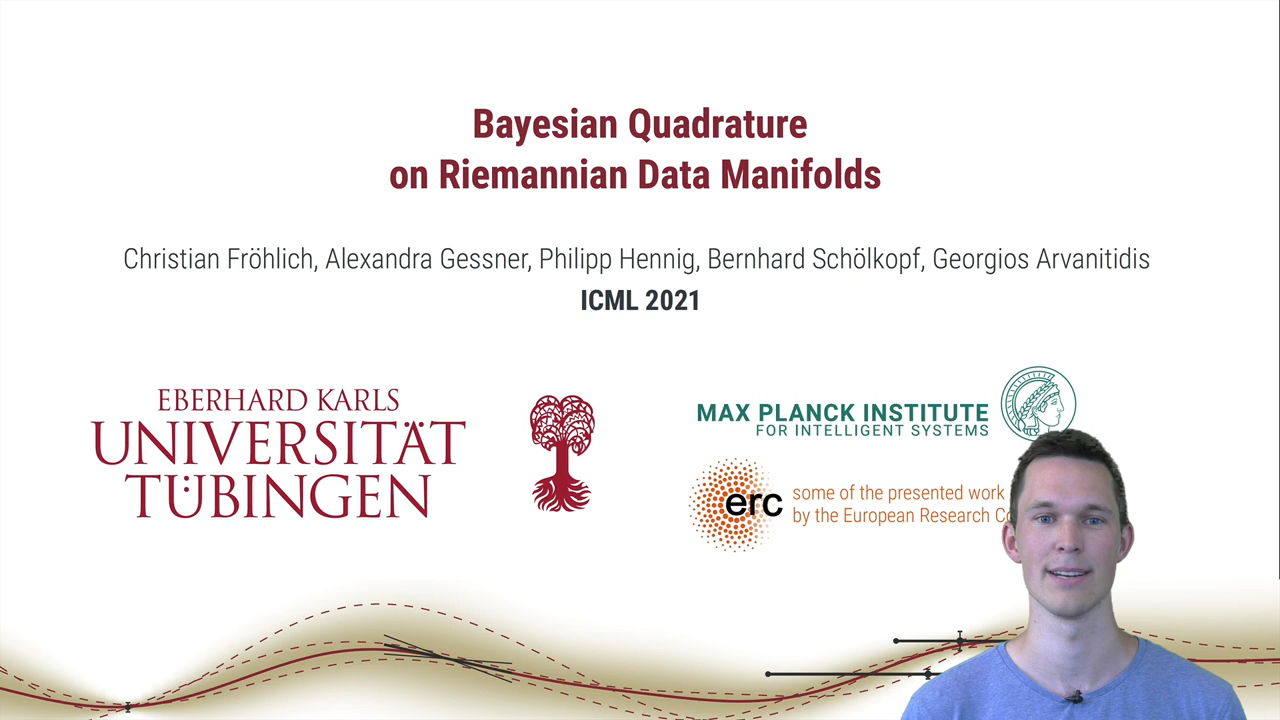 Bayesian Quadrature
on Riemannian Data Manifolds
Christian Fröhlich, Alexandra Gessner, Philipp Hennig, Bernhard Schölkopf, Georgios Arvanitidis
ICML 2021
EBERHARD KARLS
UNIVERSITÄT
TÜBINGEN
MAX PLANCK INSTITUTE
FOR INTELLIGENT SYSTEMS
erc
some of the presented work
by the European Research